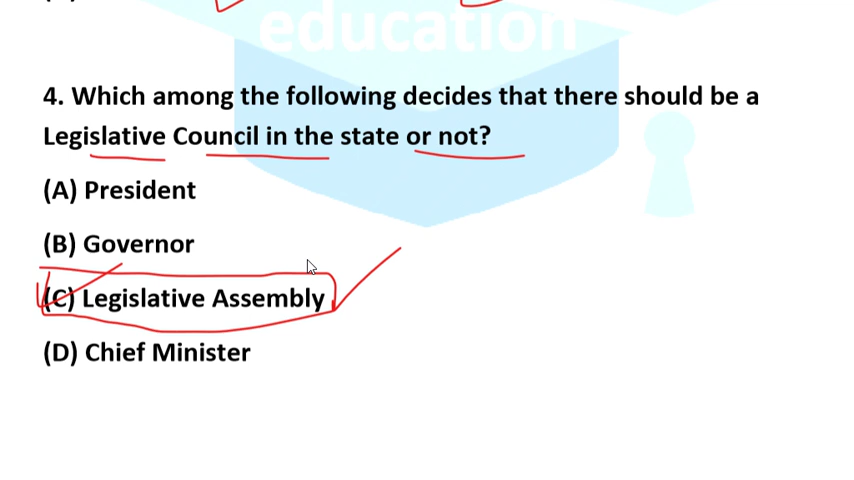 education
4. Which among the following decides that there should be a
Legislative Council in the state or not?
(A) President
(B) Governor
(C) Legislative Assembly
(D) Chief Minister